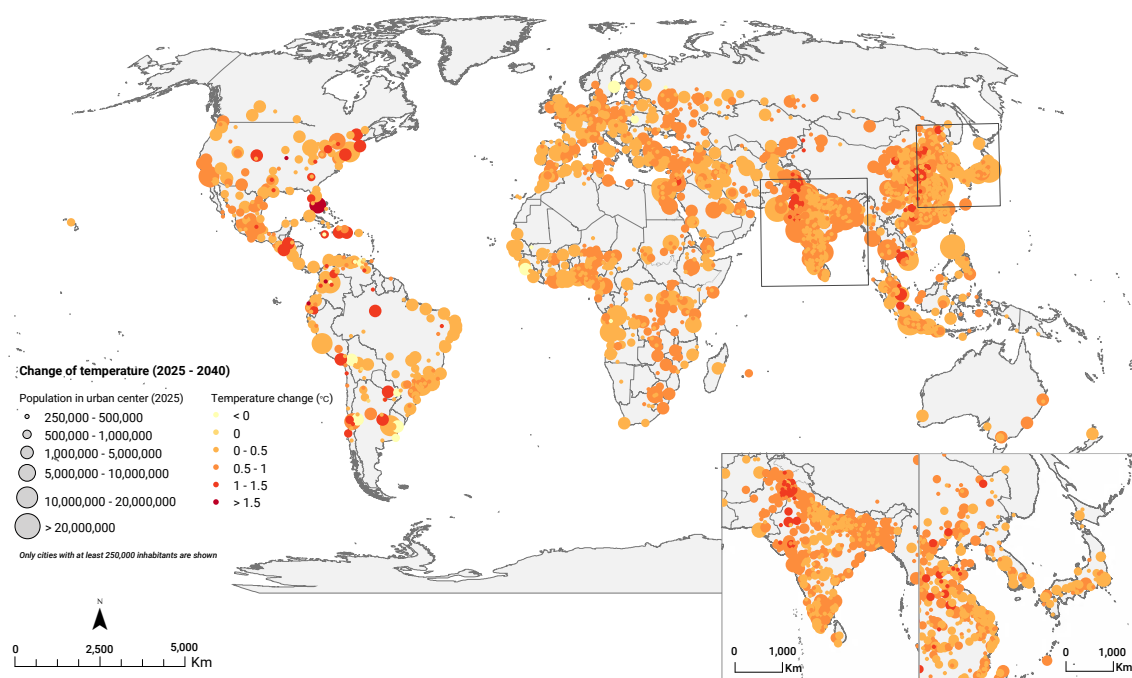 Change of temperature (2025 - 2040)
Population in urban center (2025)
250,000 - 500,000
500,000 - 1,000,000
1,000,000 - 5,000,000
5,000,000 - 10,000,000
10,000,000 - 20,000,000
> 20,000,000
Temperature change (°C)
< 0
0
0 - 0.5
0.5 - 1
1 - 1.5
> 1.5
Only cities with at least 250,000 inhabitants are shown
N
0 2,500 5,000
Km
0 1,000
Km
0 1,000
Km